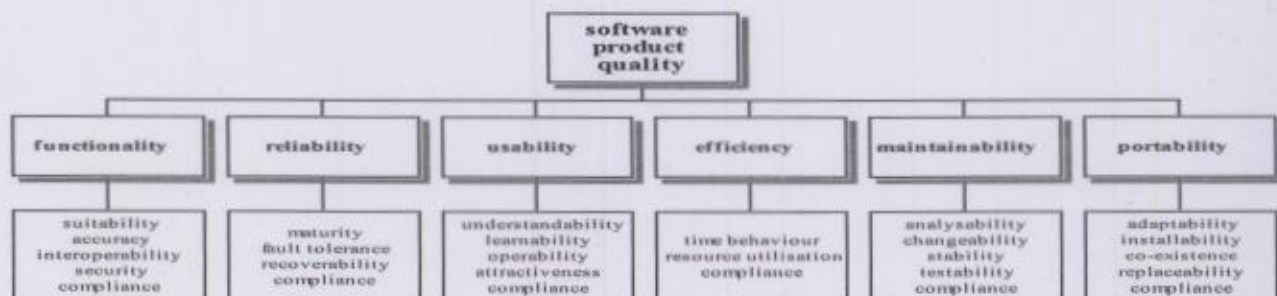 software
product
quality
functionality
reliability
usability
efficiency
maintainability
portability
suitability
accuracy
interoperability
security
compliance
maturity
fault tolerance
recoverability
compliance
understandability
learnability
operability
attractiveness
compliance
time behaviour
resource utilisation
compliance
analysability
changeability
stability
testability
compliance
adaptability
installability
co-existence
replaceability
compliance